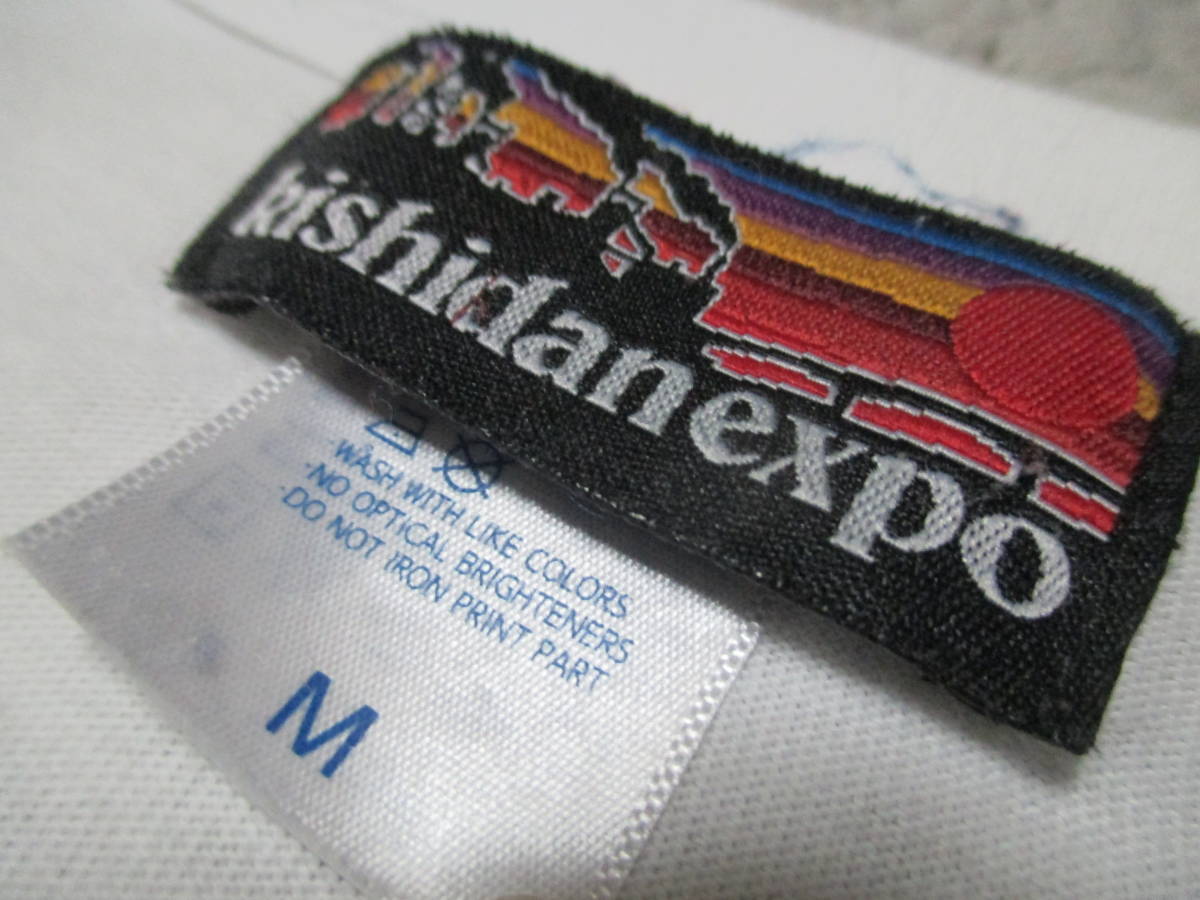 kishidanexpo
·WASH WITH LIKE COLORS
·NO OPTICAL BRIGHTENERS
·DO NOT IRON PRINT PART
M